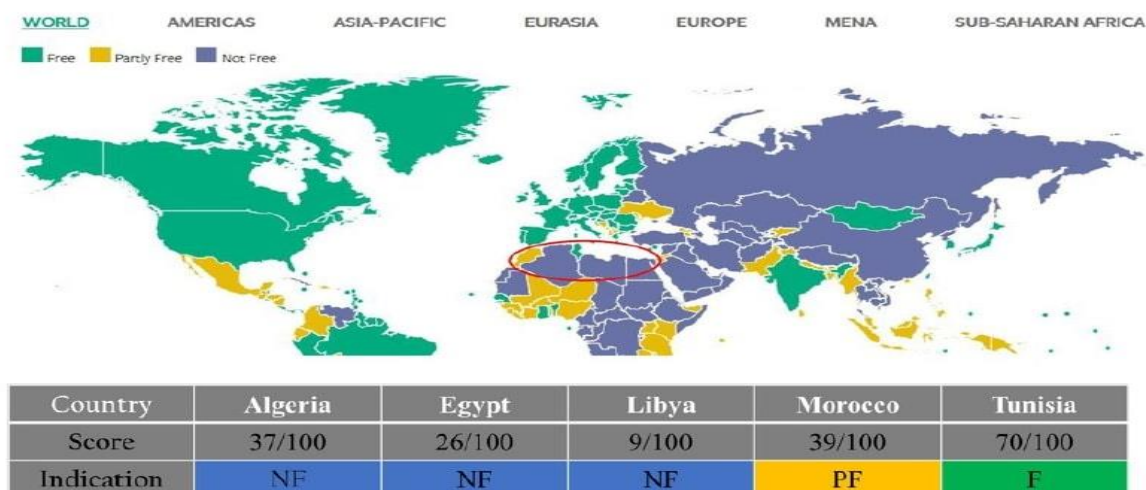 WORLD AMERICAS ASIA-PACIFIC EURASIA EUROPE MENA SUB-SAHARAN AFRICA
Free Partly Free Not Free
Country Algeria Egypt Libya Morocco Tunisia
Score 37/100 26/100 9/100 39/100 70/100
Indication NF NF NF PF F